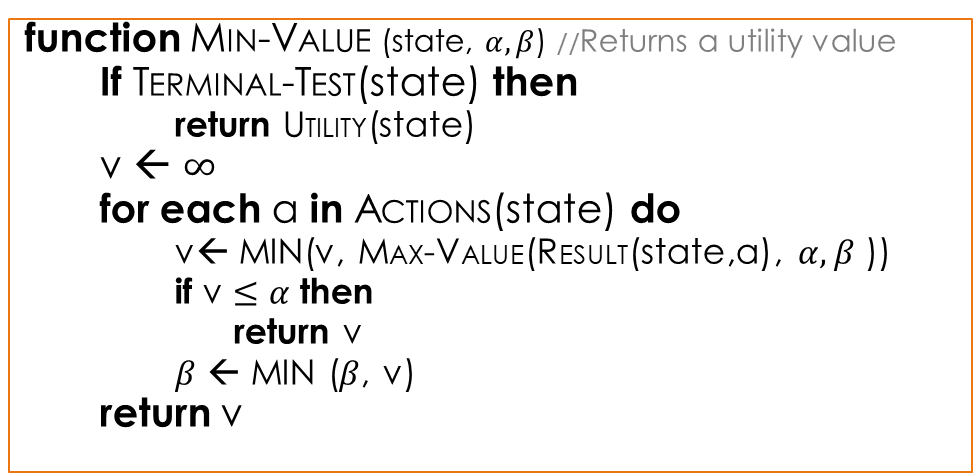 function MIN-VALUE (state, α,β) //Returns a utility value
If TERMINAL-TEST(state) then
return UTILITY(state)
v ← ∞
for each a in ACTIONS(state) do
v← MIN(v, MAX-VALUE(RESULT(state,a), α,β ))
if v ≤ α then
return v
β ← MIN (β, v)
return v